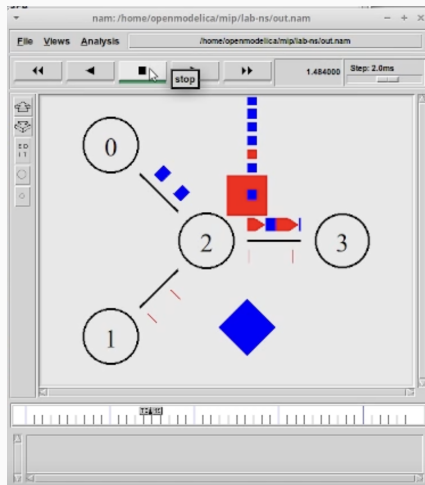 nam: /home/openmodelica/mip/lab-ns/out.nam
File Views Analysis /home/openmodelica/mip/lab-ns/out.nam
stop
1.484000 Step: 2.0ms
E D
I T
0
2
3
1